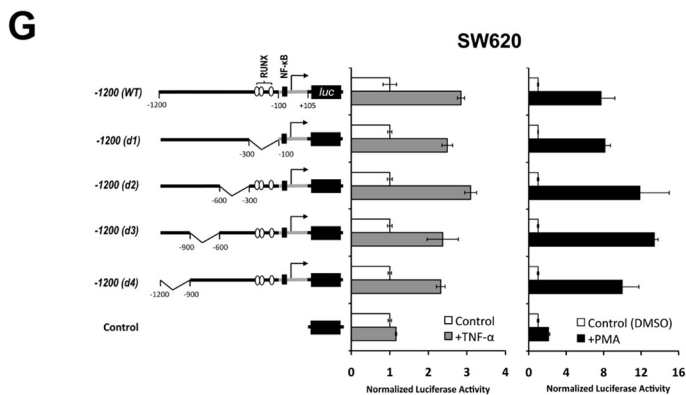 G
SW620
RUNX
NF-κB
-1200 (WT)
luc
-1200
-100
+105
-1200 (d1)
-300
-100
-1200 (d2)
-600
-300
-1200 (d3)
-900
-600
-1200 (d4)
-1200
-900
Control
Control
+TNF-α
Control (DMSO)
+PMA
0 1 2 3 4
0 4 8 12 16
Normalized Luciferase Activity
Normalized Luciferase Activity